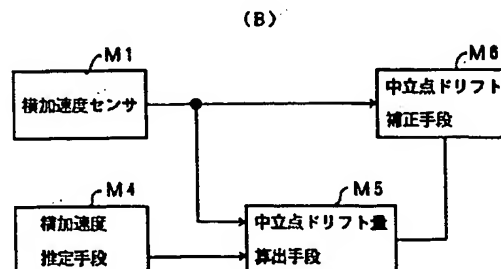 (B)
M1
横加速度センサ
M6
中立点ドリフト
補正手段
M4
横加速度
推定手段
M5
中立点ドリフト量
算出手段